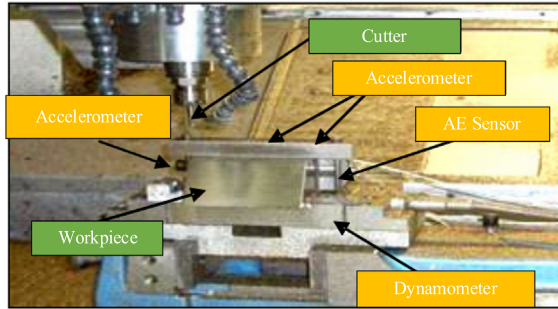 Cutter
Accelerometer
Accelerometer
AE Sensor
Workpiece
Dynamometer